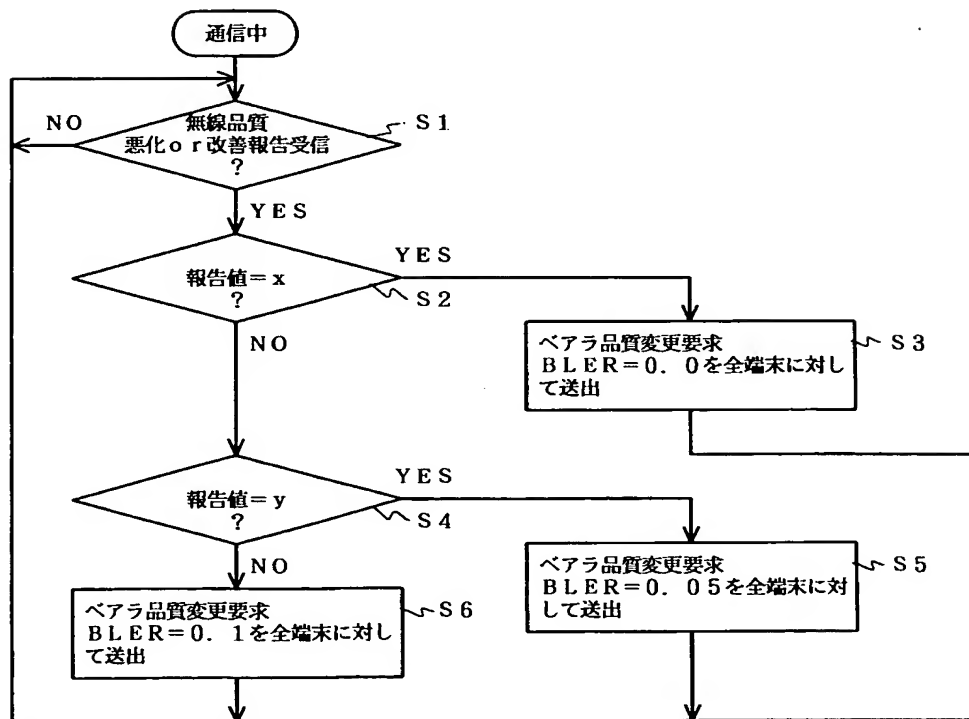 通信中
NO
無線品質
悪化ｏｒ改善報告受信
？
S1
YES
報告値＝ｘ
？
YES
S2
NO
ベアラ品質変更要求
ＢＬＥＲ＝０．０を全端末に対し
て送出
S3
報告値＝ｙ
？
YES
S4
NO
ベアラ品質変更要求
ＢＬＥＲ＝０．０５を全端末に対
して送出
S5
ベアラ品質変更要求
ＢＬＥＲ＝０．１を全端末に対し
て送出
S6